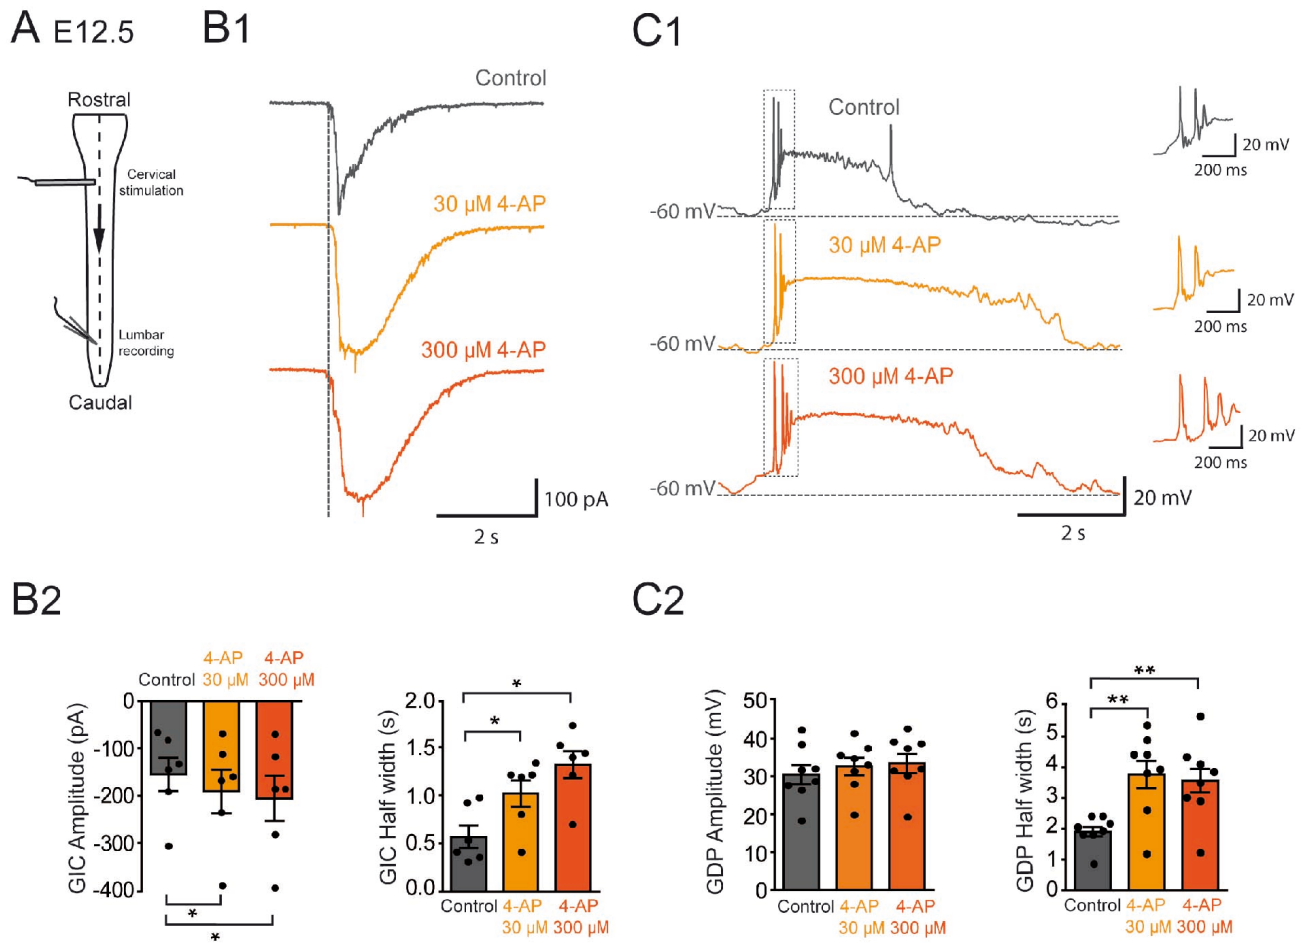 A E12.5
Rostral
Cervical
stimulation
Lumbar
recording
Caudal
B1
Control
30 µM 4-AP
300 µM 4-AP
100 pA
2 s
C1
Control
-60 mV
20 mV
200 ms
30 µM 4-AP
-60 mV
20 mV
200 ms
300 µM 4-AP
-60 mV
20 mV
200 ms
20 mV
2 s
B2
GIC Amplitude (pA)
0
-100
-200
-300
-400
Control
4-AP
30 µM
4-AP
300 µM
*
*
GIC Half width (s)
2.0
1.5
1.0
0.5
0.0
*
*
Control
4-AP
30 µM
4-AP
300 µM
C2
GDP Amplitude (mV)
50
40
30
20
10
0
Control
4-AP
30 µM
4-AP
300 µM
GDP Half width (s)
6
5
4
3
2
1
0
**
**
Control
4-AP
30 µM
4-AP
300 µM